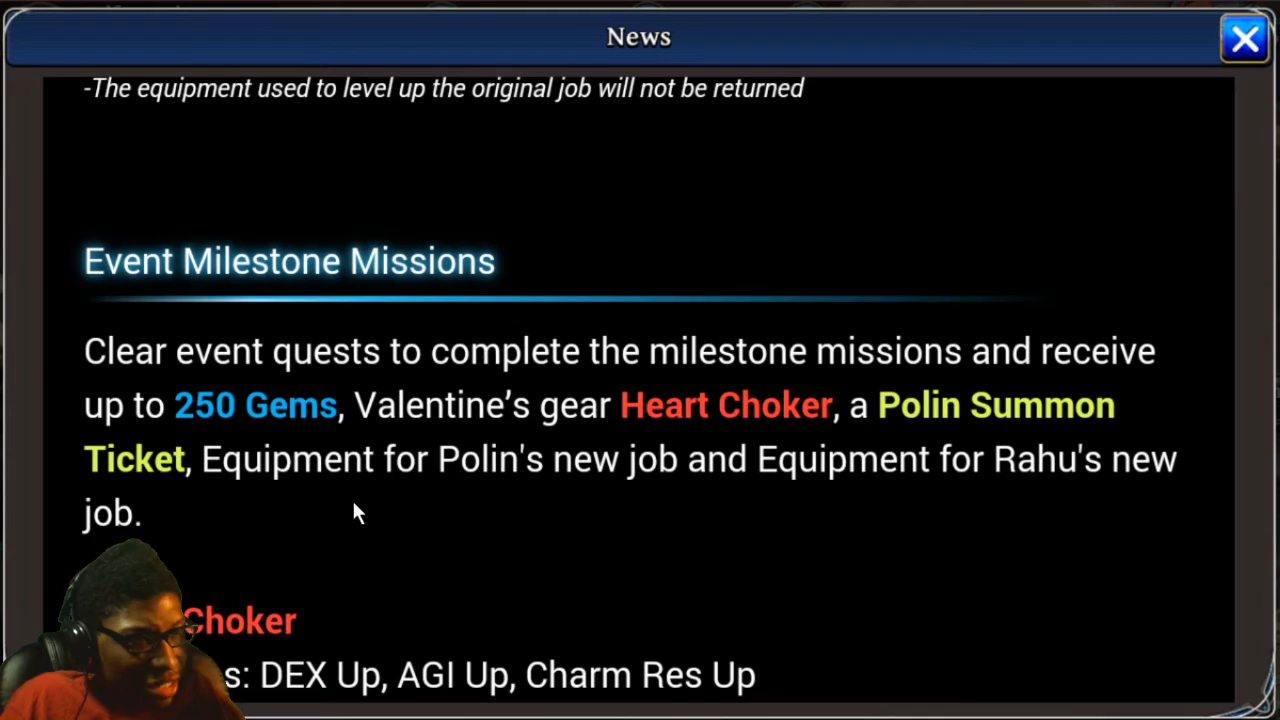 News
-The equipment used to level up the original job will not be returned
Event Milestone Missions
Clear event quests to complete the milestone missions and receive
up to 250 Gems, Valentine’s gear Heart Choker, a Polin Summon
Ticket, Equipment for Polin's new job and Equipment for Rahu's new
job.
Choker
s: DEX Up, AGI Up, Charm Res Up